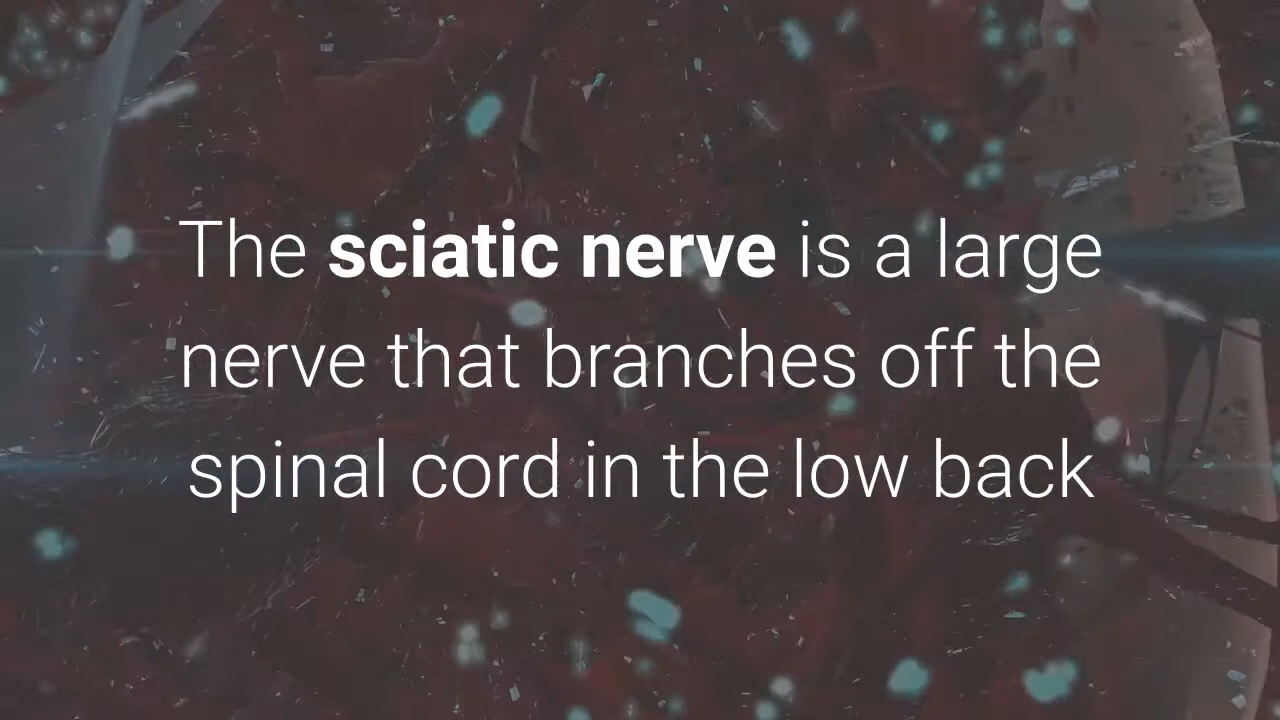 The sciatic nerve is a large
nerve that branches off the
spinal cord in the low back